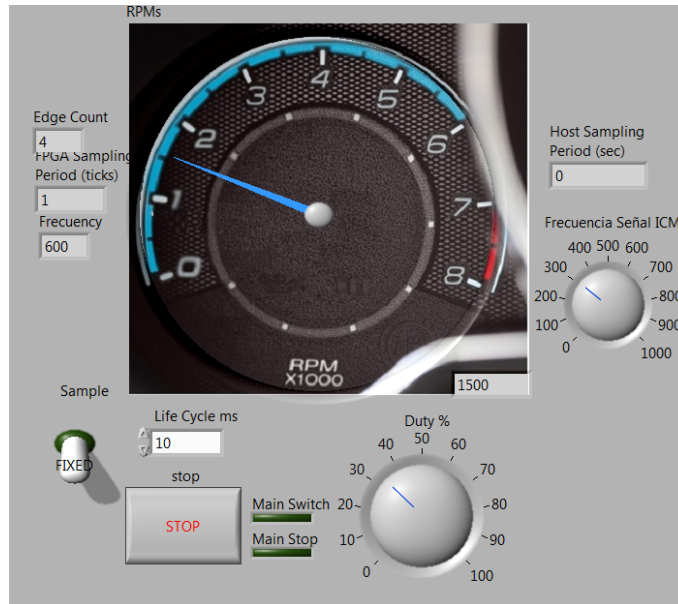 RPMs
Edge Count
4
FPGA Sampling
Period (ticks)
1
Frecuency
600
0
1
2
3
4
5
6
7
8
RPM
X1000
1500
Host Sampling
Period (sec)
0
Frecuencia Señal ICM
0
100
200
300
400
500
600
700
800
900
1000
Sample
FIXED
Life Cycle ms
10
stop
STOP
Main Switch
Main Stop
Duty %
0
10
20
30
40
50
60
70
80
90
100